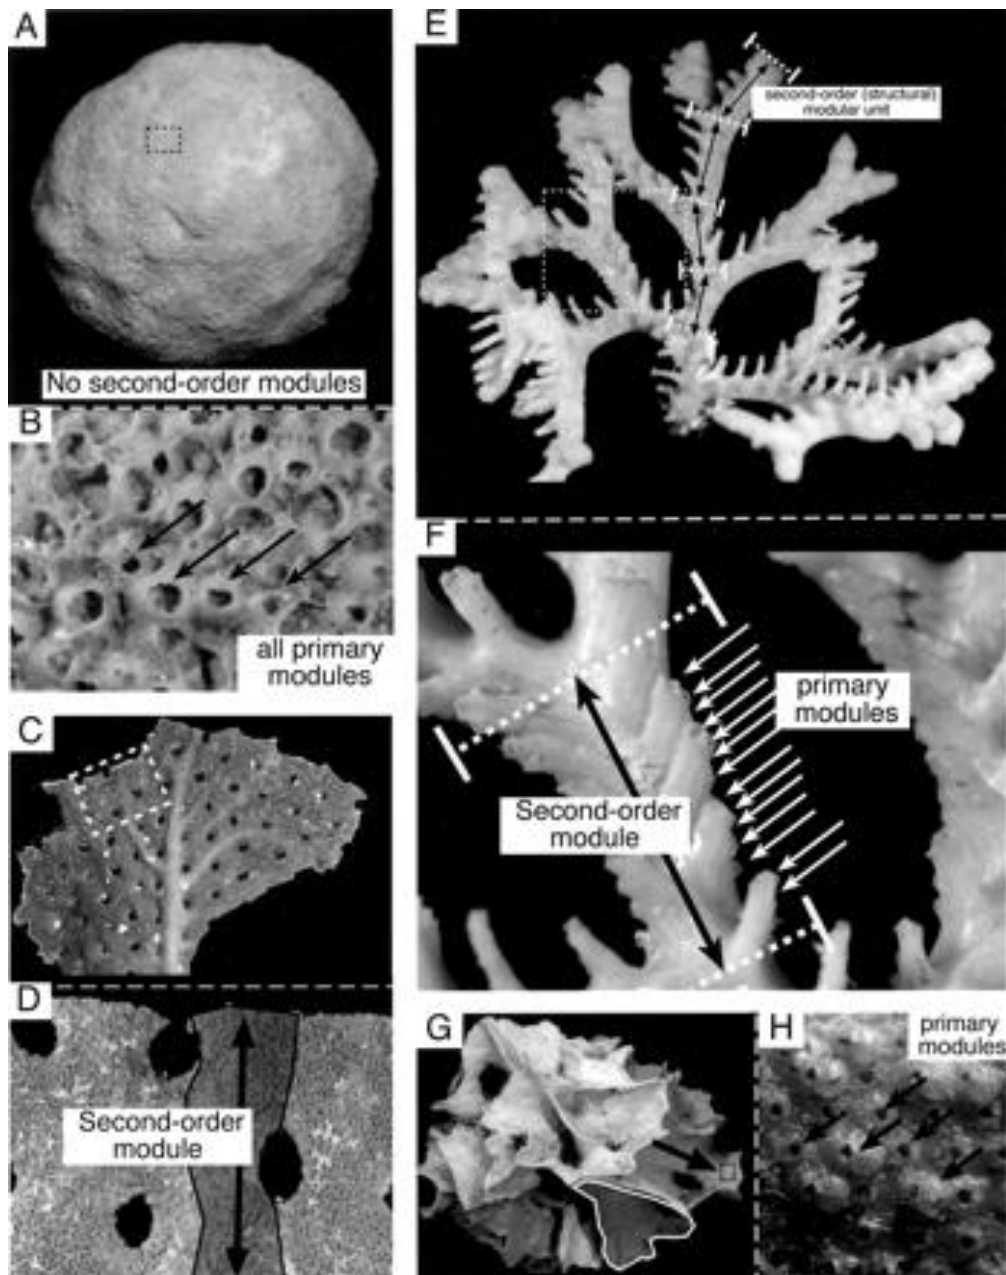 A
No second-order modules
B
all primary
modules
C
D
Second-order
module
E
second-order (structural)
modular unit
F
primary
modules
Second-order
module
G
H
primary
modules